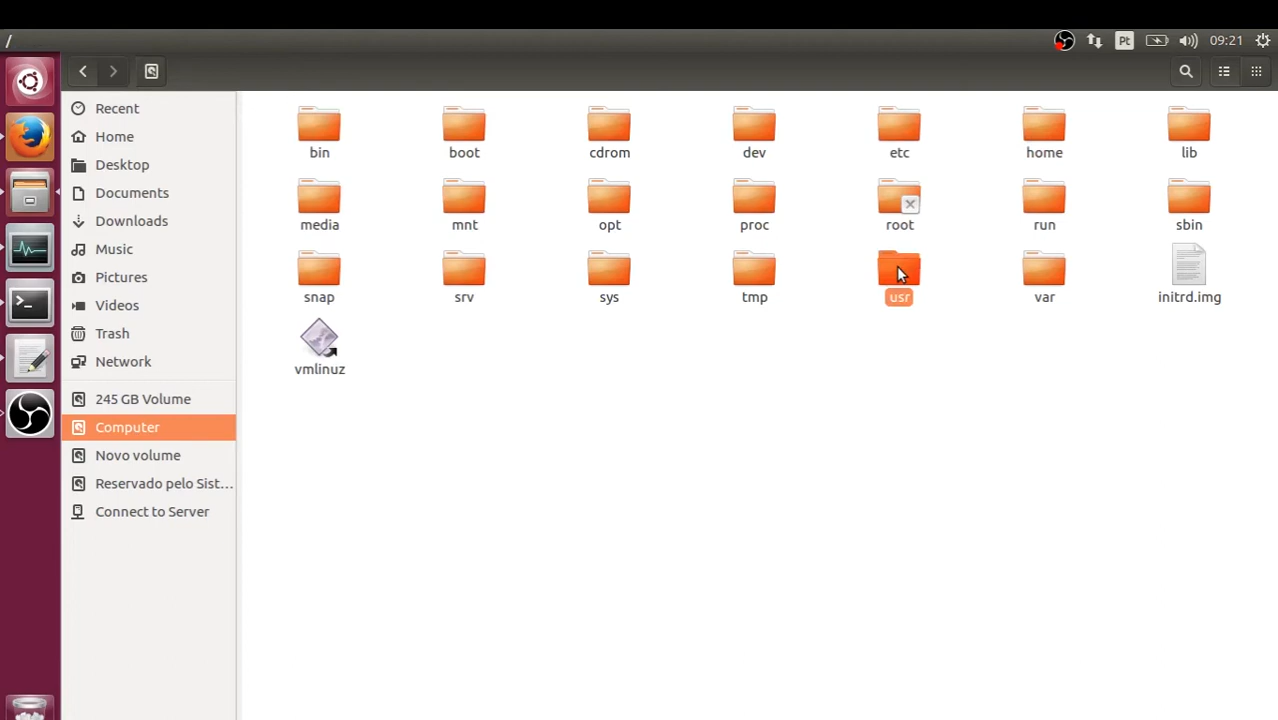 /
Pt
09:21
Recent
Home
Desktop
Documents
Downloads
Music
Pictures
Videos
Trash
Network
245 GB Volume
Computer
Novo volume
Reservado pelo Sist...
Connect to Server
bin boot cdrom dev etc home lib
media mnt opt proc root run sbin
snap srv sys tmp usr var initrd.img
vmlinuz